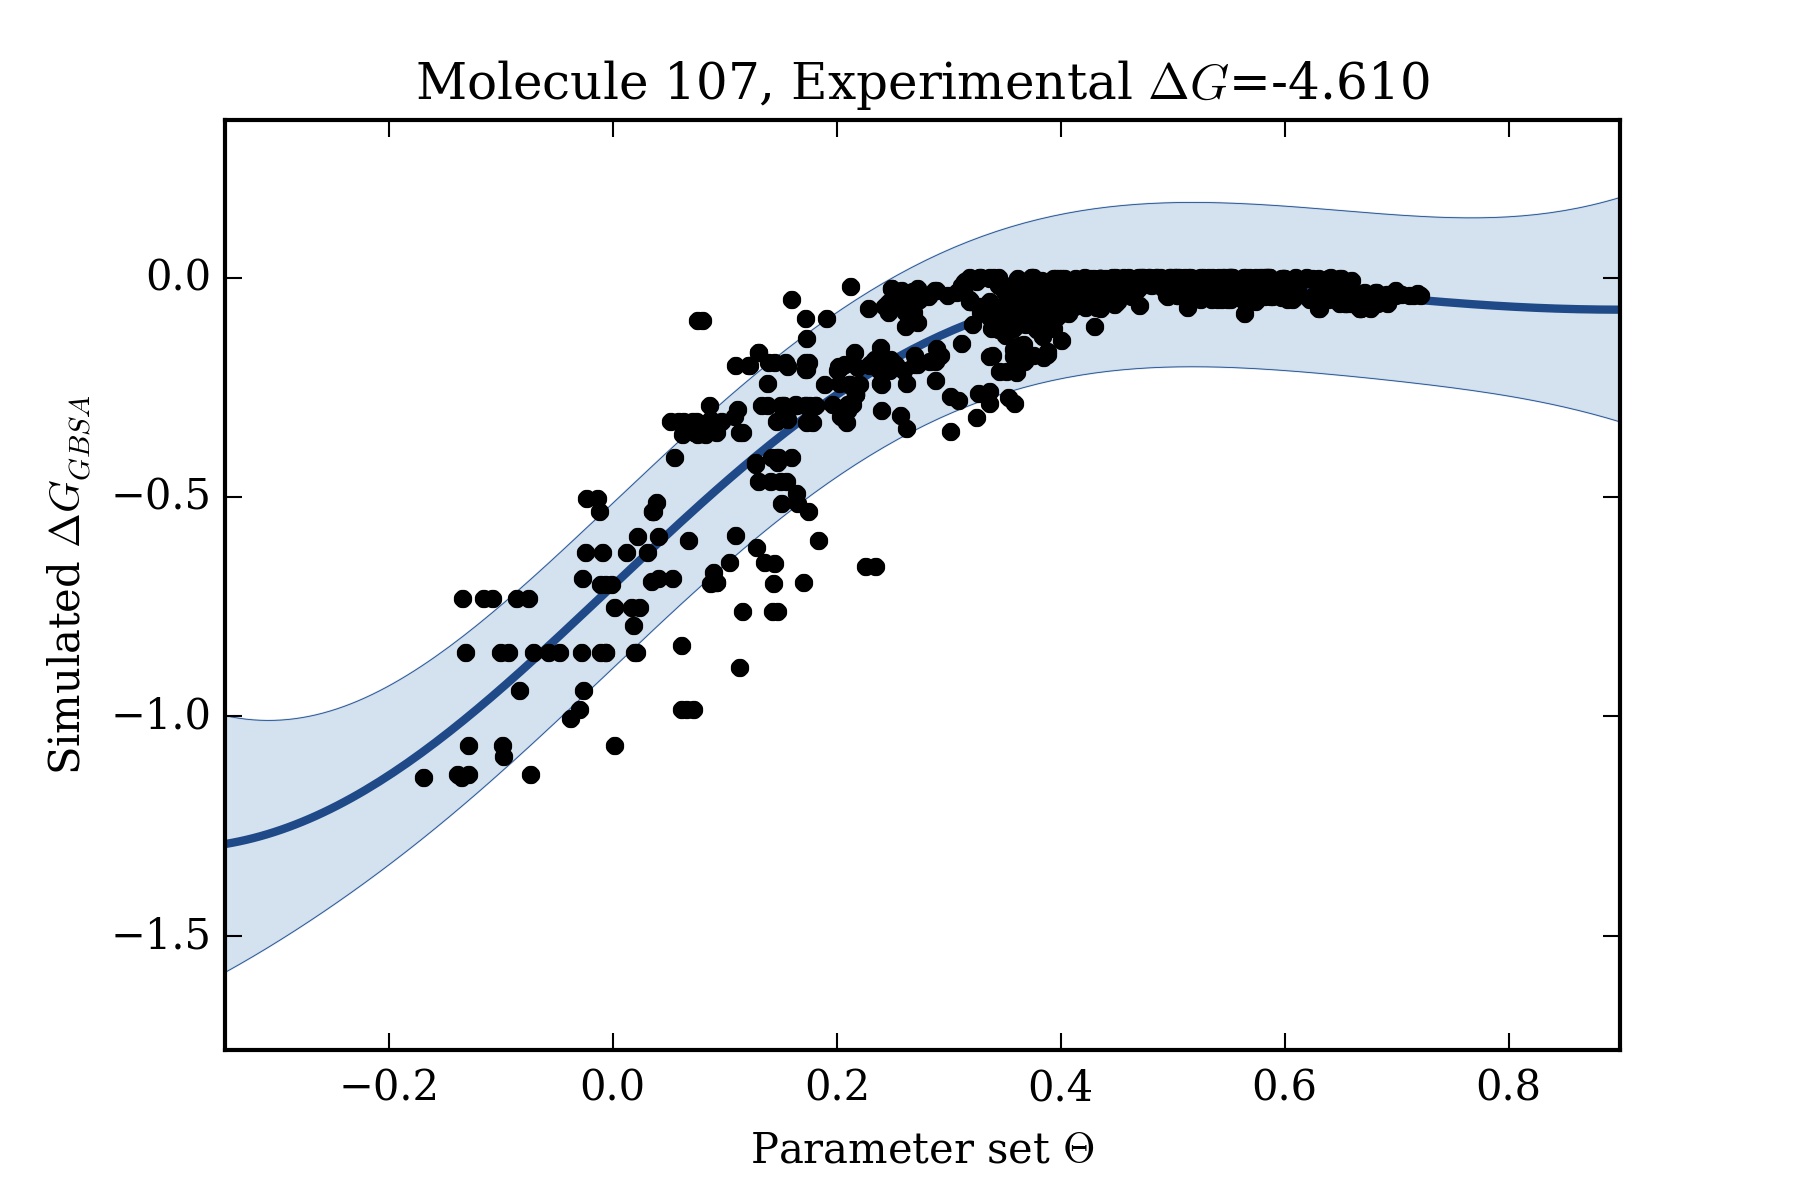 Molecule 107, Experimental ΔG=-4.610
Simulated ΔG_GBSA
0.0
−0.5
−1.0
−1.5
−0.2 0.0 0.2 0.4 0.6 0.8
Parameter set Θ